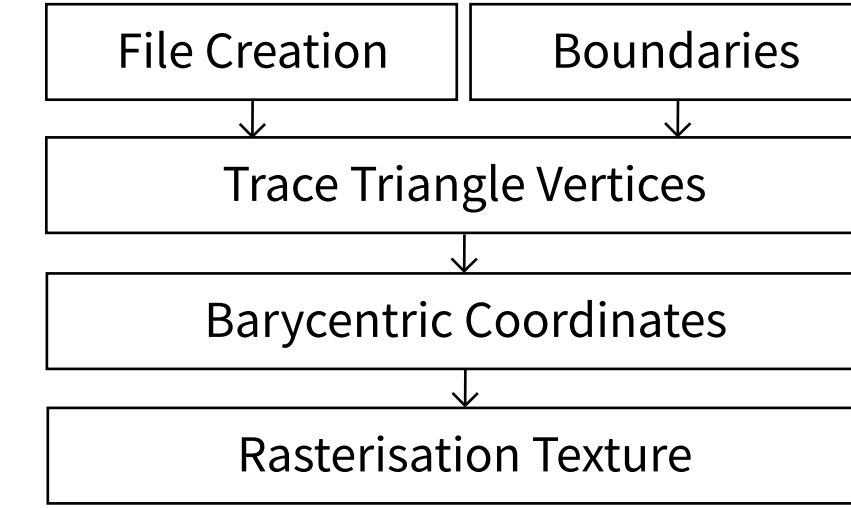 File Creation
Boundaries
Trace Triangle Vertices
Barycentric Coordinates
Rasterisation Texture